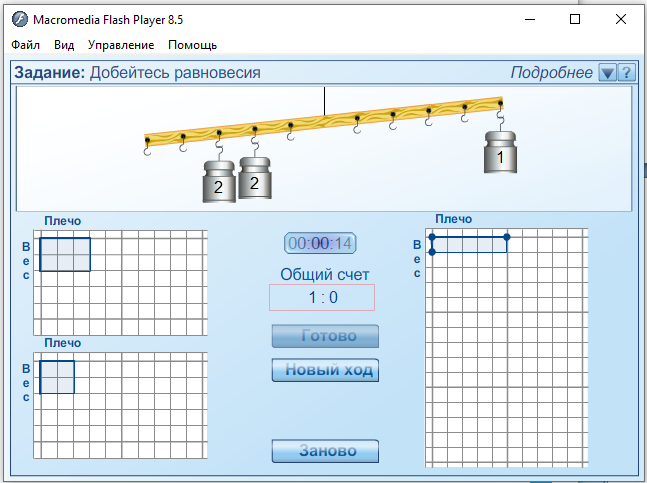 Macromedia Flash Player 8.5
Файл Вид Управление Помощь
Задание: Добейтесь равновесия
Подробнее ?
2
2
1
Плечо
В
е
с
Плечо
В
е
с
00:00:14
Общий счет
1 : 0
Готово
Новый ход
Заново
Плечо
В
е
с